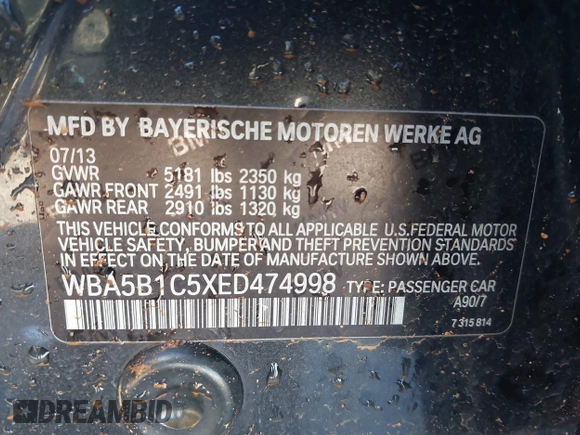 MFD BY BAYERISCHE MOTOREN WERKE AG
07/13
GVWR 5181 lbs 2350 kg
GAWR FRONT 2491 lbs 1130 kg
GAWR REAR 2910 lbs 1320 kg
THIS VEHICLE CONFORMS TO ALL APPLICABLE U.S.FEDERAL MOTOR
VEHICLE SAFETY, BUMPER AND THEFT PREVENTION STANDARDS
IN EFFECT ON THE DATE OF MANUFACTURE SHOWN ABOVE.
WBA5B1C5XED474998 TYPE: PASSENGER CAR
A90/7
7 315 814
DREAMBID